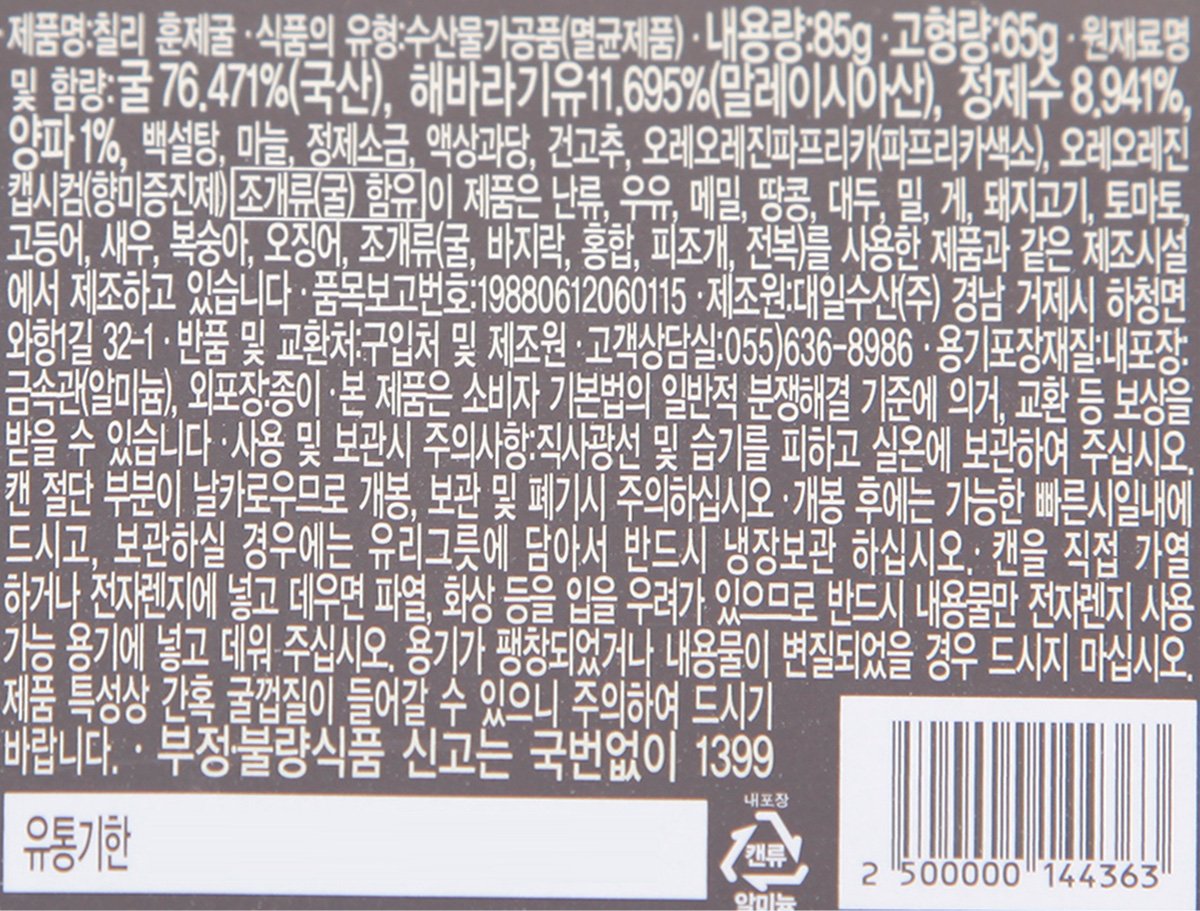 · 제품명:칠리 훈제굴 · 식품의 유형:수산물가공품(멸균제품) · 내용량:85g · 고형량:65g · 원재료명
및 함량:굴 76.471%(국산), 해바라기유11.695%(말레이시아산), 정제수 8.941%,
양파 1%, 백설탕, 마늘, 정제소금, 액상과당, 건고추, 오레오레진파프리카(파프리카색소), 오레오레진
캡시컴(향미증진제) 조개류(굴) 함유 이 제품은 난류, 우유, 메밀, 땅콩, 대두, 밀, 게, 돼지고기, 토마토,
고등어, 새우, 복숭아, 오징어, 조개류(굴, 바지락, 홍합, 피조개, 전복)를 사용한 제품과 같은 제조시설
에서 제조하고 있습니다 · 품목보고번호:19880612060115 · 제조원:대일수산(주) 경남 거제시 하청면
와항1길 32-1 · 반품 및 교환처:구입처 및 제조원 · 고객상담실:055)636-8986 · 용기포장재질:내포장:
금속관(알미늄), 외포장:종이 · 본 제품은 소비자 기본법의 일반적 분쟁해결 기준에 의거, 교환 등 보상을
받을 수 있습니다 · 사용 및 보관시 주의사항:직사광선 및 습기를 피하고 실온에 보관하여 주십시오.
캔 절단 부분이 날카로우므로 개봉, 보관 및 폐기시 주의하십시오 · 개봉 후에는 가능한 빠른시일내에
드시고, 보관하실 경우에는 유리그릇에 담아서 반드시 냉장보관 하십시오. · 캔을 직접 가열
하거나 전자렌지에 넣고 데우면 파열, 화상 등을 입을 우려가 있으므로 반드시 내용물만 전자렌지 사용
가능 용기에 넣고 데워 주십시오. 용기가 팽창되었거나 내용물이 변질되었을 경우 드시지 마십시오.
제품 특성상 간혹 굴껍질이 들어갈 수 있으니 주의하여 드시기
바랍니다. · 부정·불량식품 신고는 국번없이 1399
유통기한
내포장
캔류
알미늄
2 500000 144363